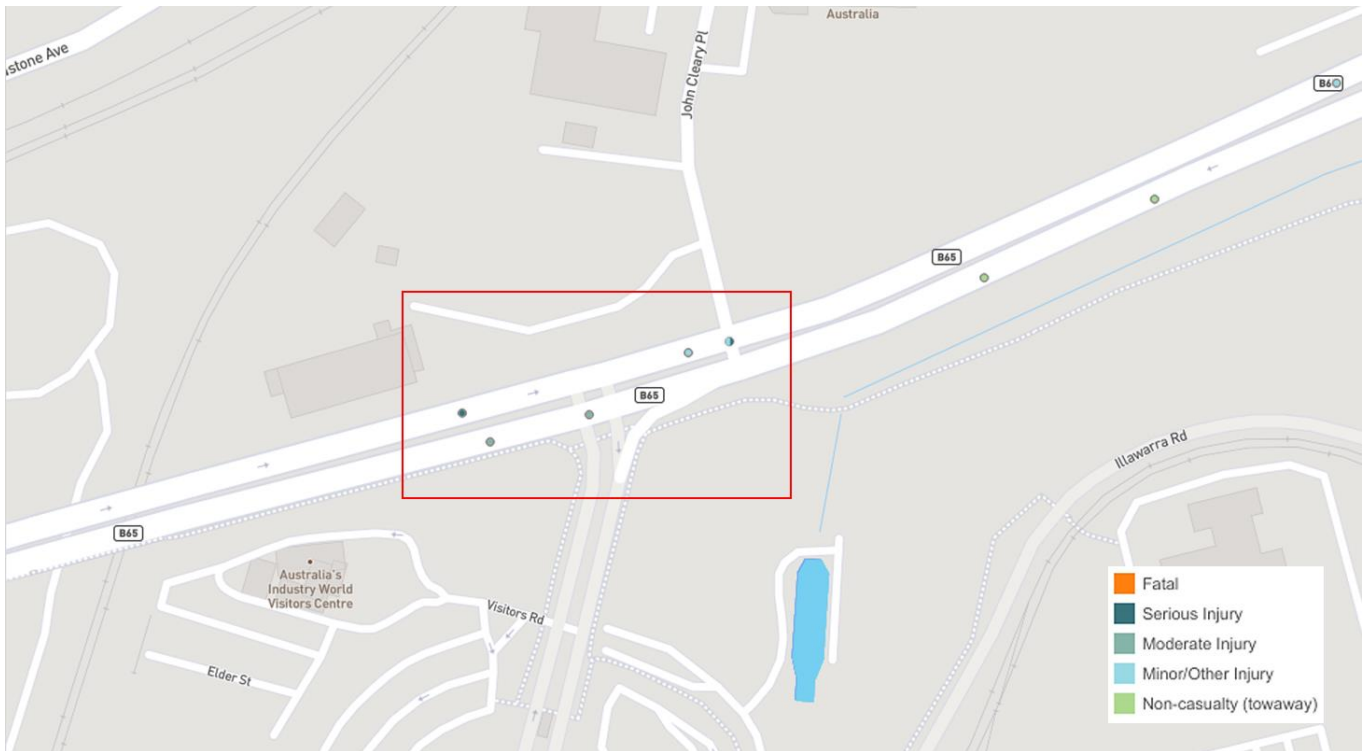 Australia
stone Ave
John Cleary Pl
B6
B65
B65
B65
Illawarra Rd
Australia's
Industry World
Visitors Centre
Visitors Rd
Elder St
Fatal
Serious Injury
Moderate Injury
Minor/Other Injury
Non-casualty (towaway)